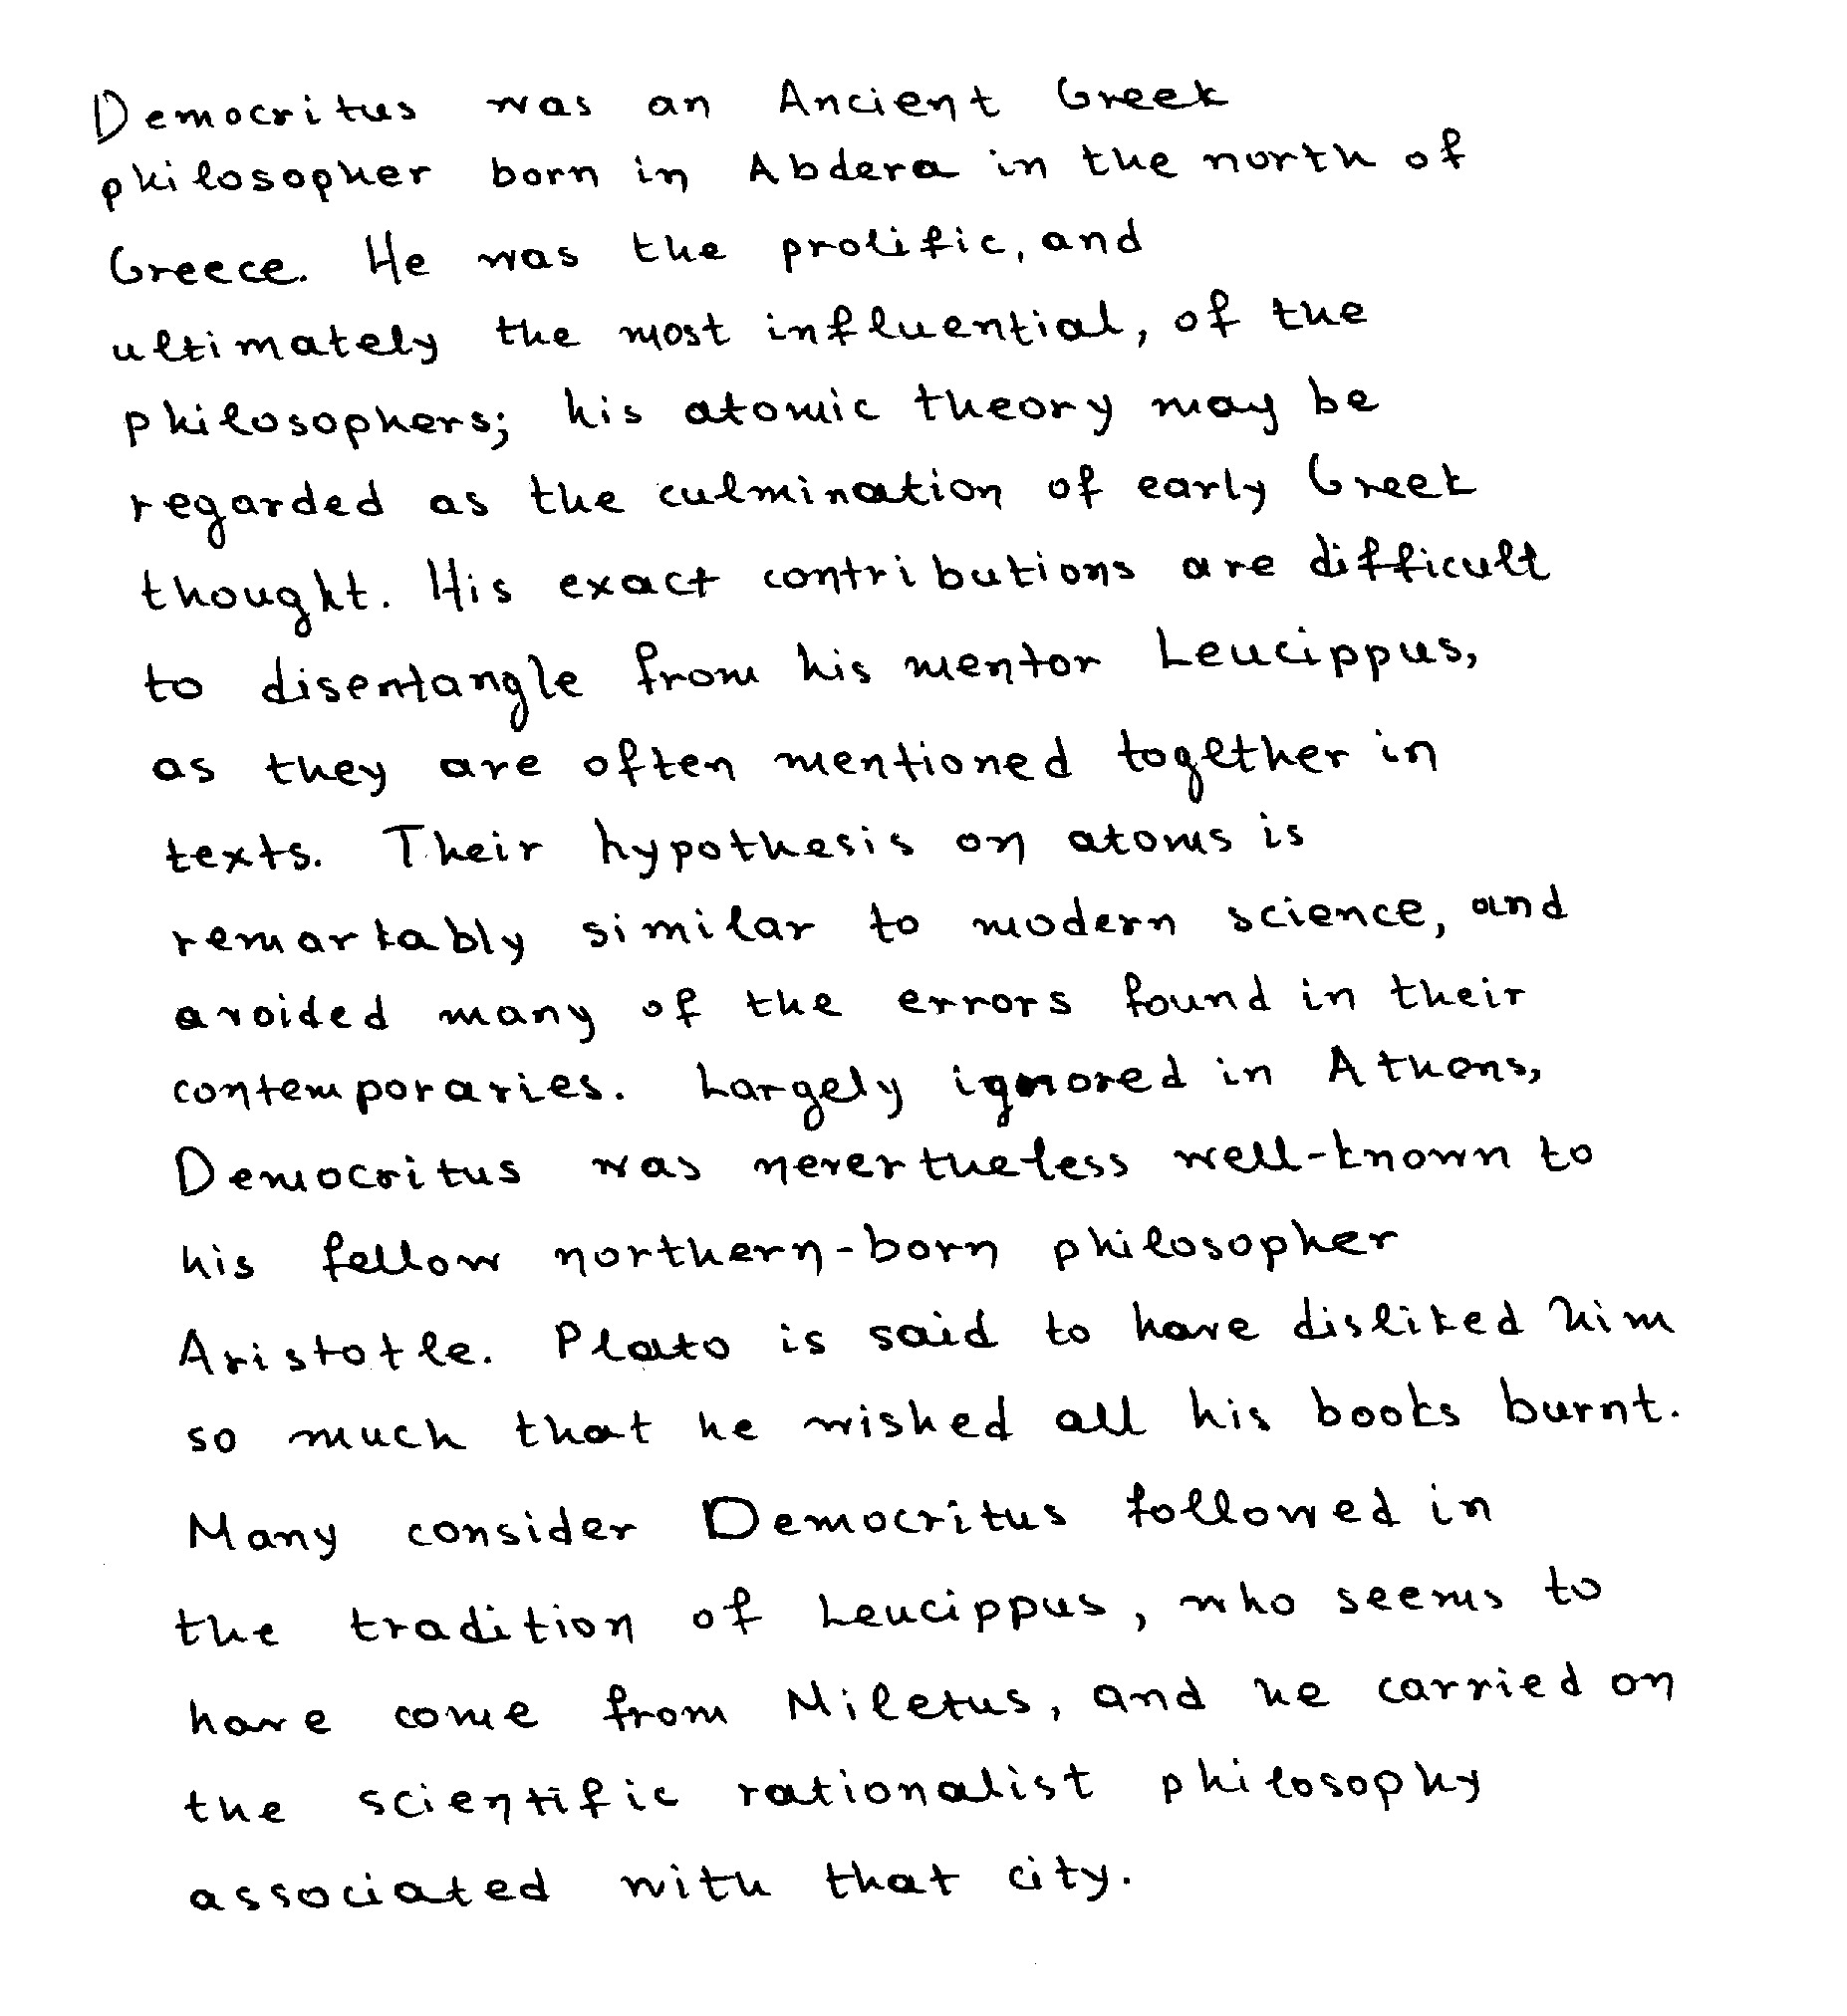 Democritus was an Ancient Greek
philosopher born in Abdera in the north of
Greece. He was the prolific, and
ultimately the most influential, of the
philosophers; his atomic theory may be
regarded as the culmination of early Greek
thought. His exact contributions are difficult
to disentangle from his mentor Leucippus,
as they are often mentioned together in
texts. Their hypothesis on atoms is
remarkably similar to modern science, and
avoided many of the errors found in their
contemporaries. Largely ignored in Athens,
Democritus was nevertheless well-known to
his fellow northern-born philosopher
Aristotle. Plato is said to have disliked him
so much that he wished all his books burnt.
Many consider Democritus followed in
the tradition of Leucippus, who seems to
have come from Miletus, and he carried on
the scientific rationalist philosophy
associated with that city.